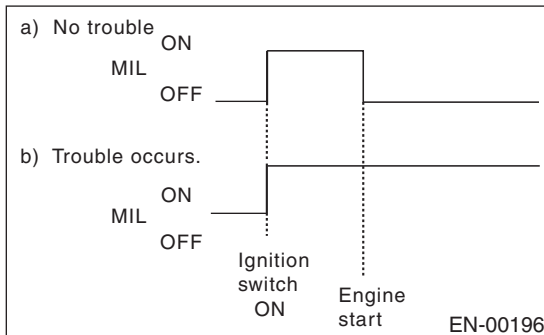 a) No trouble
ON
MIL
OFF
b) Trouble occurs.
ON
MIL
OFF
Ignition
switch
ON
Engine
start
EN-00196